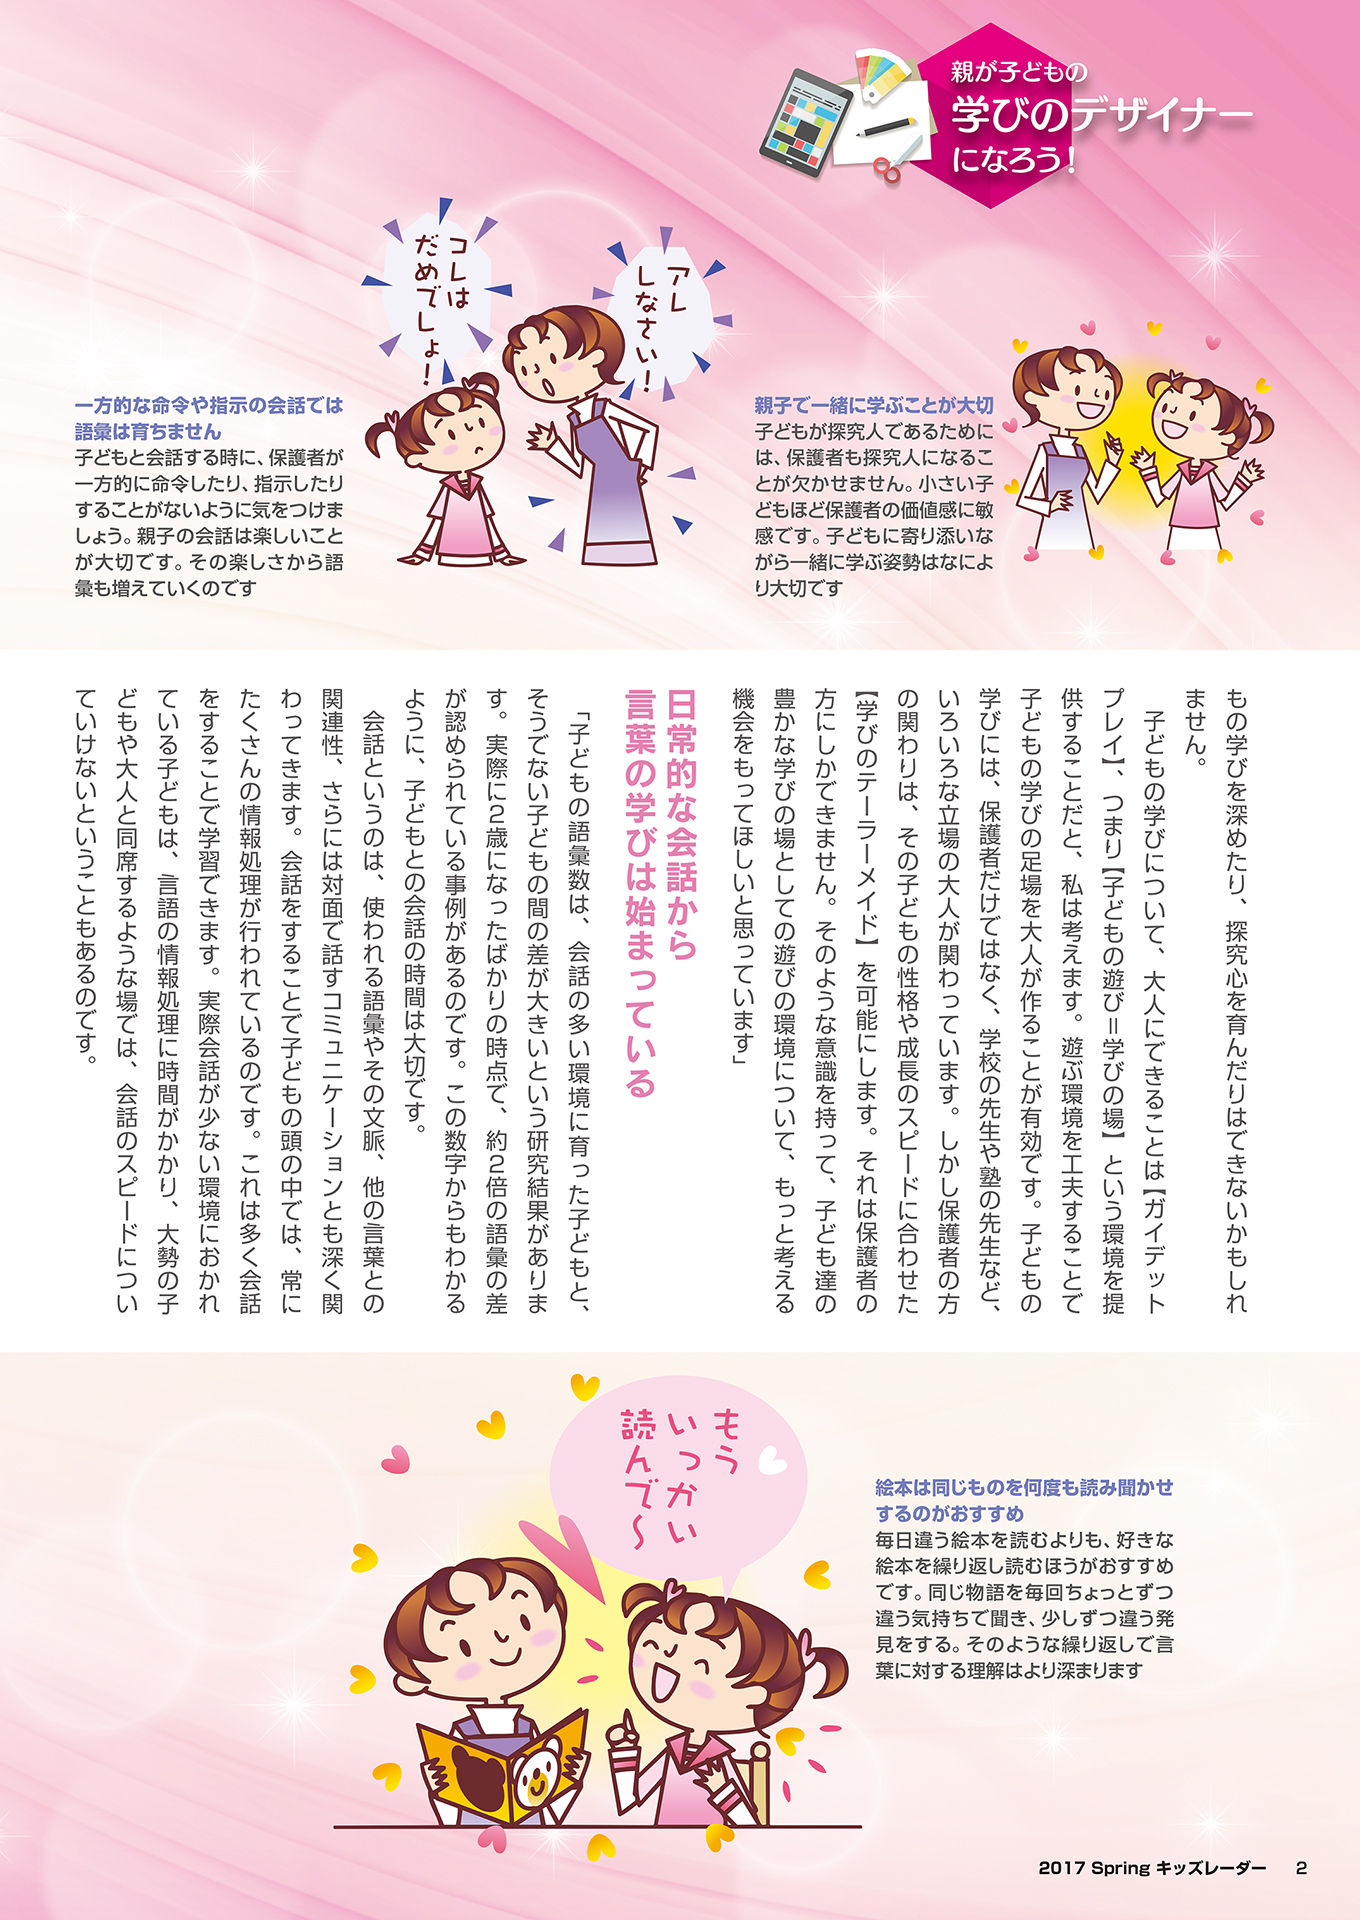 親が子どもの
学びのデザイナー
になろう！
アレ
しなさい！
コレは
だめでしょ！
親子で一緒に学ぶことが大切
子どもが探究人であるために
は、保護者も探究人になるこ
とが欠かせません。小さい子
どもほど保護者の価値感に敏
感です。子どもに寄り添いな
がら一緒に学ぶ姿勢はなによ
り大切です
一方的な命令や指示の会話では
語彙は育ちません
子どもと会話する時に、保護者が
一方的に命令したり、指示したり
することがないように気をつけま
しょう。親子の会話は楽しいこと
が大切です。その楽しさから語
彙も増えていくのです
もの学びを深めたり、探究心を育んだりはできないかもしれ
ません。
子どもの学びについて、大人にできることは【ガイデット
プレイ】、つまり【子どもの遊び＝学びの場】という環境を提
供することだと、私は考えます。遊ぶ環境を工夫することで
子どもの学びの足場を大人が作ることが有効です。子どもの
学びには、保護者だけではなく、学校の先生や塾の先生など、
いろいろな立場の大人が関わっています。しかし保護者の方
の関わりは、その子どもの性格や成長のスピードに合わせた
【学びのテーラーメイド】を可能にします。それは保護者の
方にしかできません。そのような意識を持って、子ども達の
豊かな学びの場としての遊びの環境について、もっと考える
機会をもってほしいと思っています」
日常的な会話から
言葉の学びは始まっている
「子どもの語彙数は、会話の多い環境に育った子どもと、
そうでない子どもの間の差が大きいという研究結果がありま
す。実際に2歳になったばかりの時点で、約2倍の語彙の差
が認められている事例があるのです。この数字からもわかる
ように、子どもとの会話の時間は大切です。
会話というのは、使われる語彙やその文脈、他の言葉との
関連性、さらには対面で話すコミュニケーションとも深く関
わってきます。会話をすることで子どもの頭の中では、常に
たくさんの情報処理が行われているのです。これは多く会話
をすることで学習できます。実際会話が少ない環境におかれ
ている子どもは、言語の情報処理に時間がかかり、大勢の子
どもや大人と同席するような場では、会話のスピードについ
ていけないということもあるのです。
もう
いっかい
読んで〜
絵本は同じものを何度も読み聞かせ
するのがおすすめ
毎日違う絵本を読むよりも、好きな
絵本を繰り返し読むほうがおすすめ
です。同じ物語を毎回ちょっとずつ
違う気持ちで聞き、少しずつ違う発
見をする。そのような繰り返しで言
葉に対する理解はより深まります
2017 Spring キッズレーダー 2